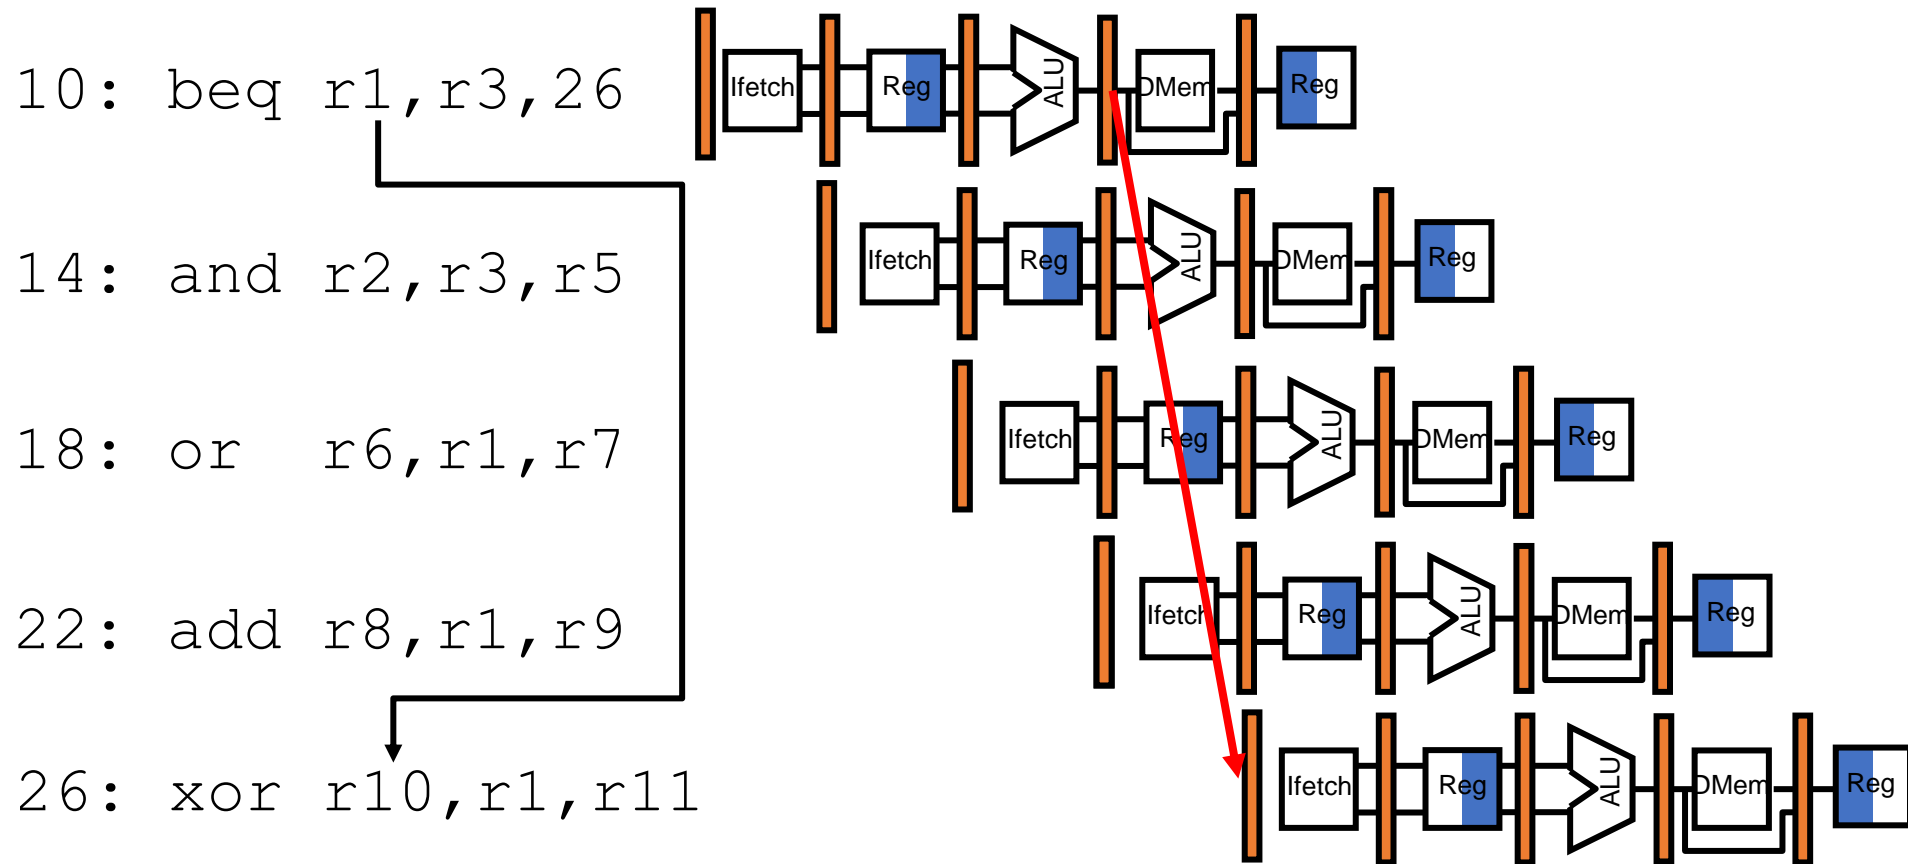 10: beq r1,r3,26
Ifetch Reg ALU DMem Reg
14: and r2,r3,r5
Ifetch Reg ALU DMem Reg
18: or  r6,r1,r7
Ifetch Reg ALU DMem Reg
22: add r8,r1,r9
Ifetch Reg ALU DMem Reg
26: xor r10,r1,r11
Ifetch Reg ALU DMem Reg